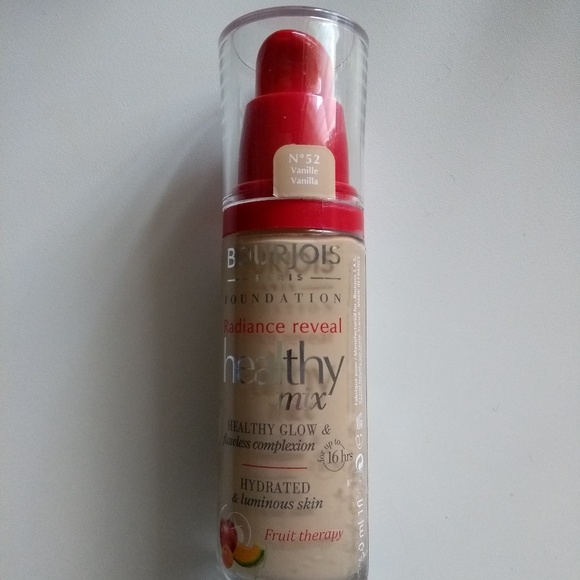 N°52
Vanille
Vanilla
BOURJOIS
PARIS
FOUNDATION
Radiance reveal
healthy
mix
HEALTHY GLOW &
flawless complexion
for up to
16 hrs
HYDRATED
& luminous skin
Fruit therapy